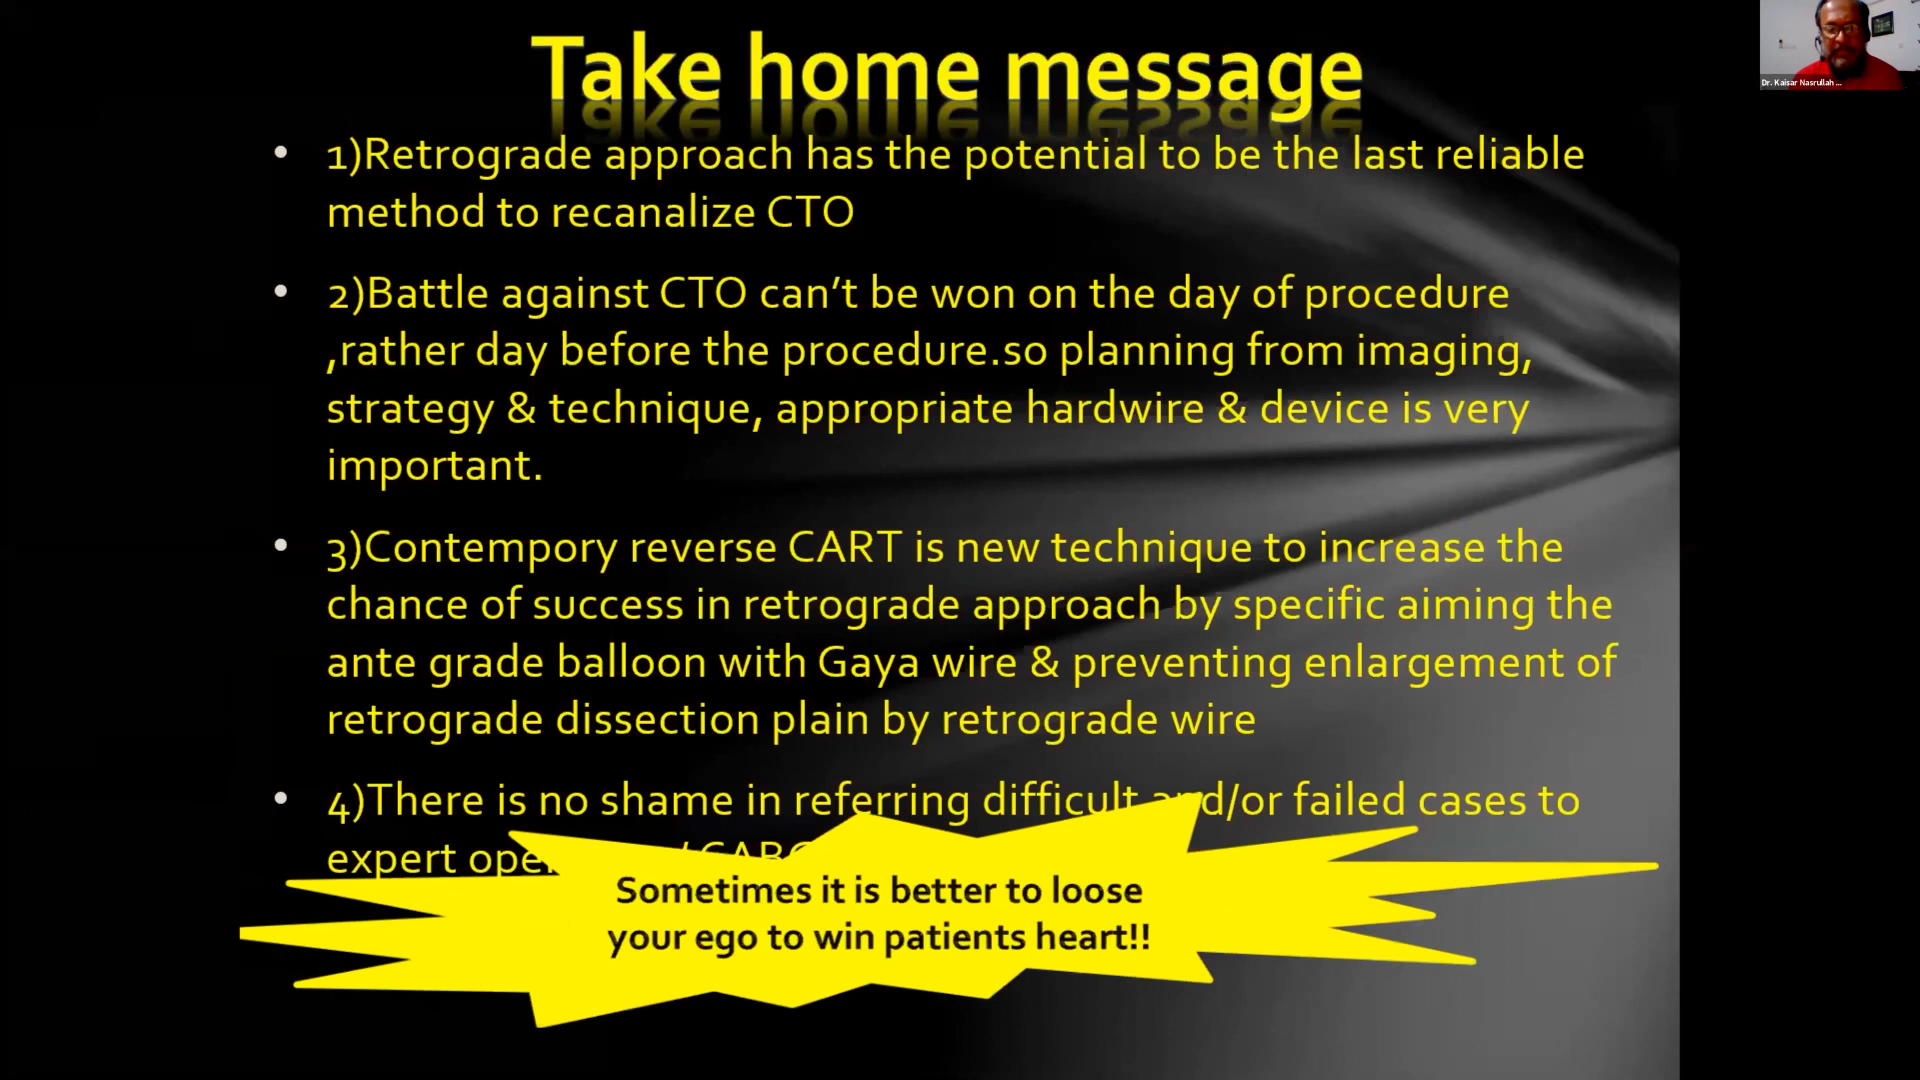 Take home message
Dr. Kaisar Nasrullah ...
• 1)Retrograde approach has the potential to be the last reliable
method to recanalize CTO
• 2)Battle against CTO can't be won on the day of procedure
,rather day before the procedure.so planning from imaging,
strategy & technique, appropriate hardwire & device is very
important.
• 3)Contempory reverse CART is new technique to increase the
chance of success in retrograde approach by specific aiming the
ante grade balloon with Gaya wire & preventing enlargement of
retrograde dissection plain by retrograde wire
• 4)There is no shame in referring difficult and/or failed cases to
expert
Sometimes it is better to loose
your ego to win patients heart!!